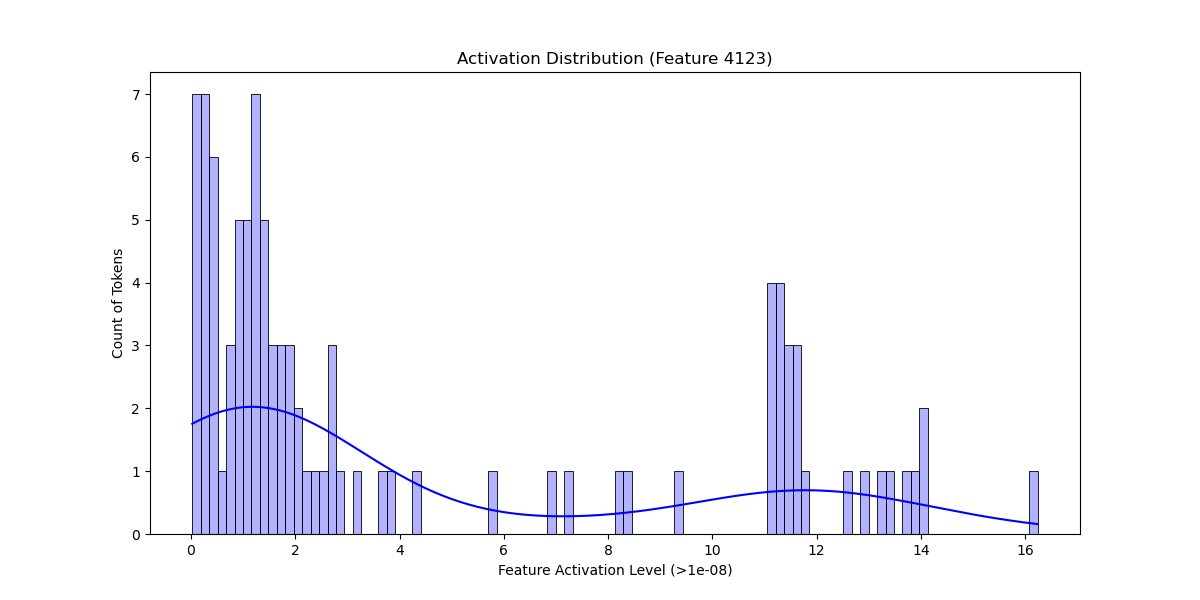 Activation Distribution (Feature 4123)
7
6
5
4
3
2
1
0
Count of Tokens
0 2 4 6 8 10 12 14 16
Feature Activation Level (>1e-08)